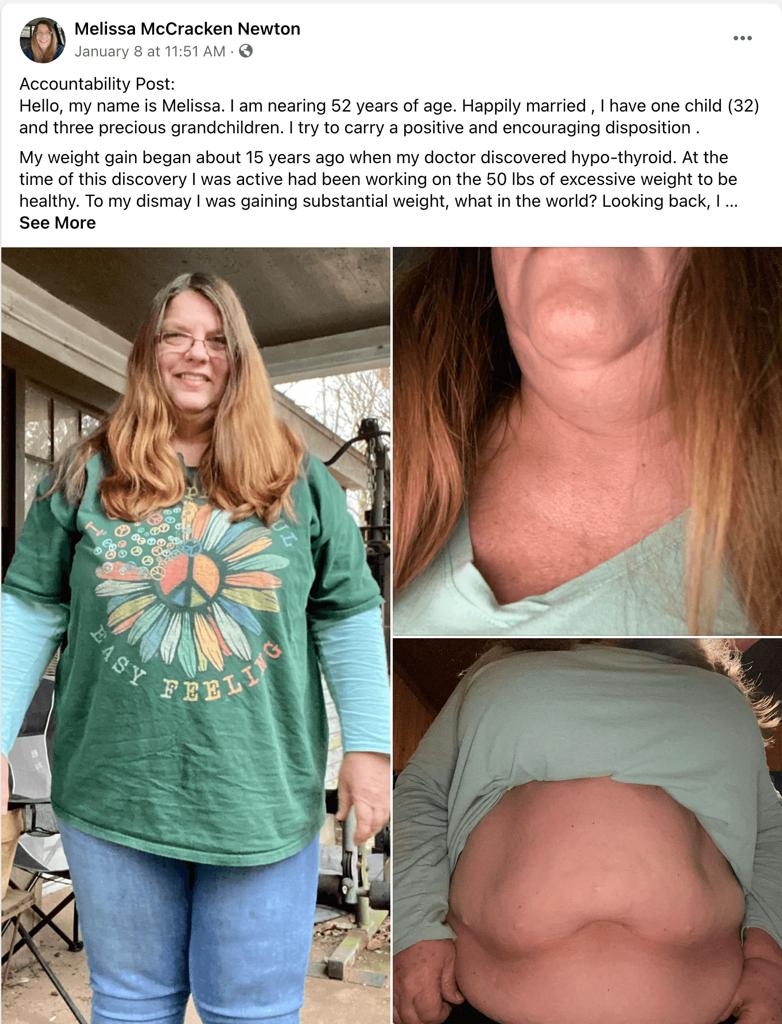 Melissa McCracken Newton
January 8 at 11:51 AM ·
Accountability Post:
Hello, my name is Melissa. I am nearing 52 years of age. Happily married , I have one child (32)
and three precious grandchildren. I try to carry a positive and encouraging disposition .
My weight gain began about 15 years ago when my doctor discovered hypo-thyroid. At the
time of this discovery I was active had been working on the 50 lbs of excessive weight to be
healthy. To my dismay I was gaining substantial weight, what in the world? Looking back, I ...
See More
EASY FEELING